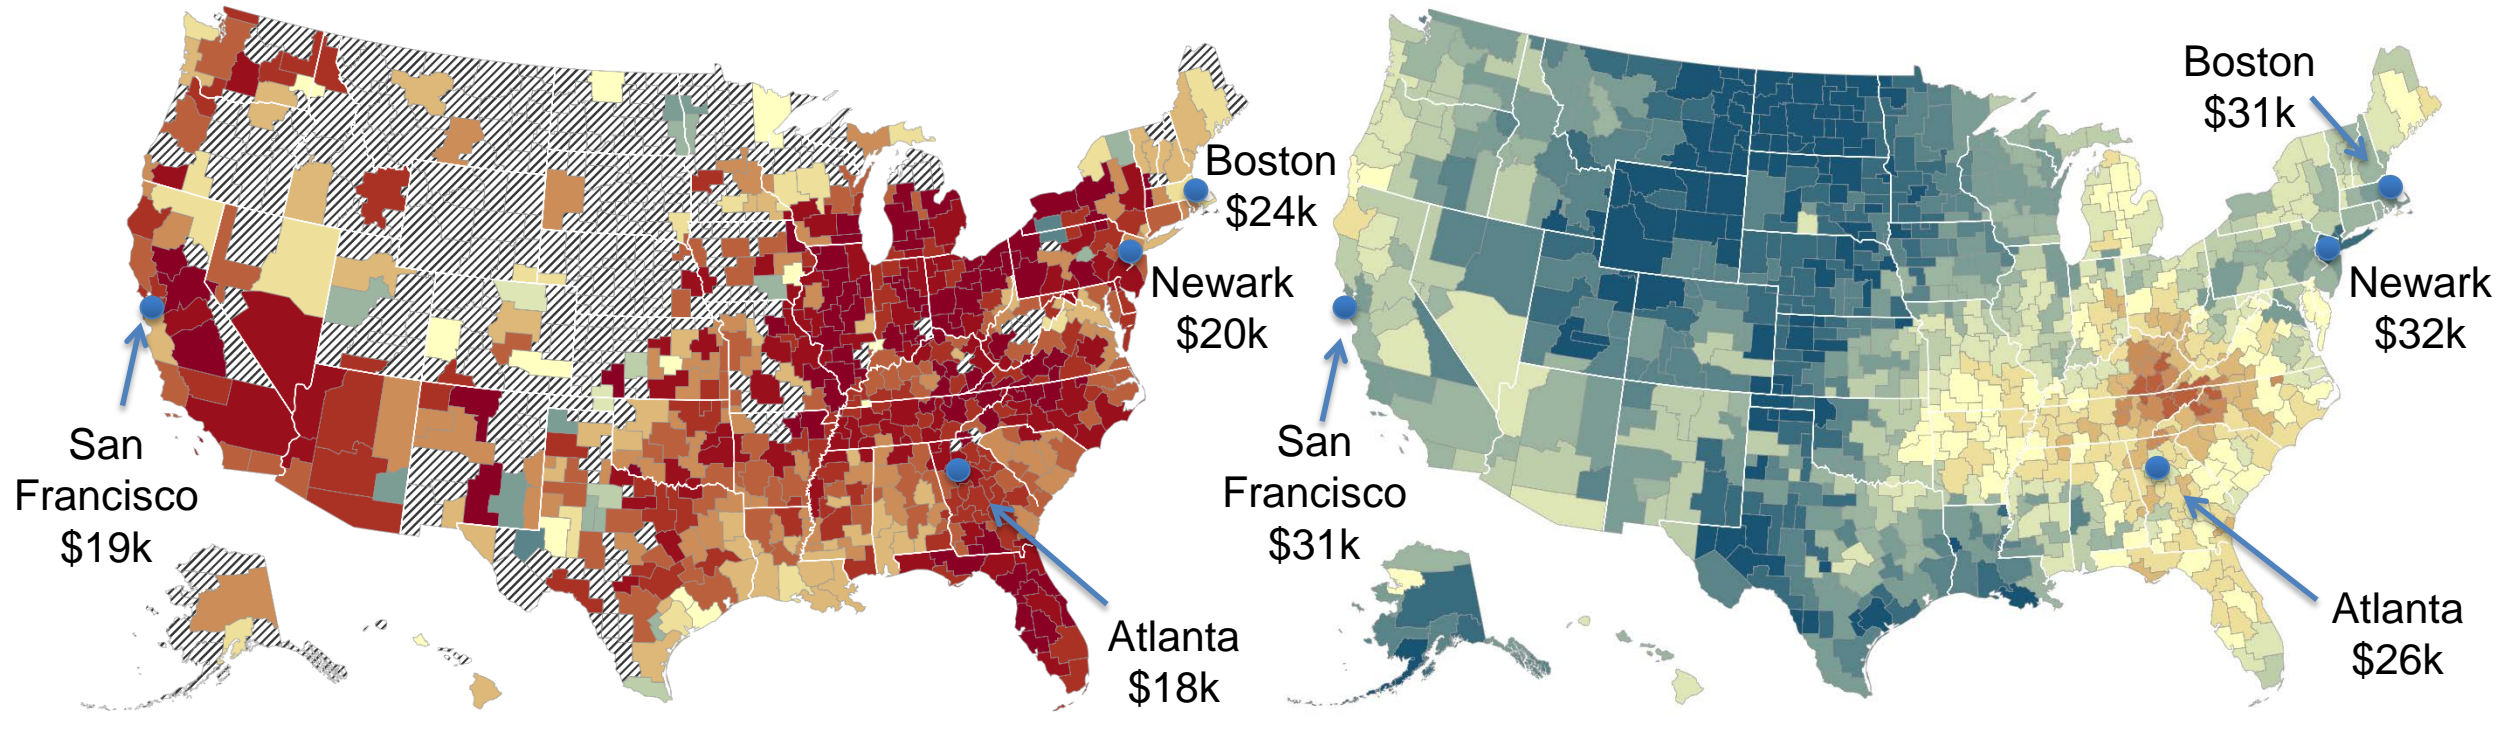 Boston
$24k
Newark
$20k
San
Francisco
$19k
Atlanta
$18k
Boston
$31k
Newark
$32k
San
Francisco
$31k
Atlanta
$26k